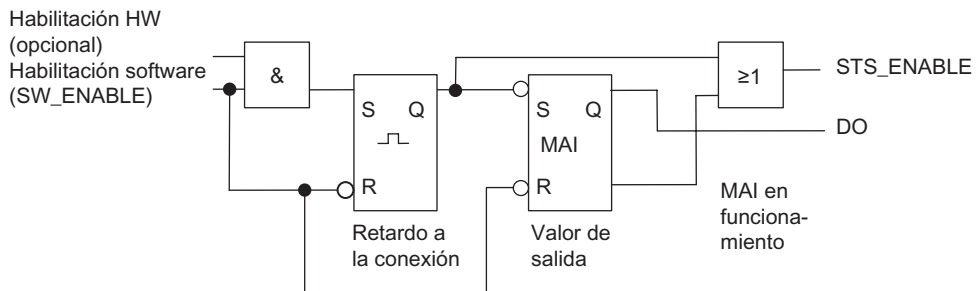 Habilitación HW
(opcional)
Habilitación software
(SW_ENABLE)
&
≥1
STS_ENABLE
S Q
S Q
MAI
DO
R
R
MAI en
funciona-
miento
Retardo a
la conexión
Valor de
salida